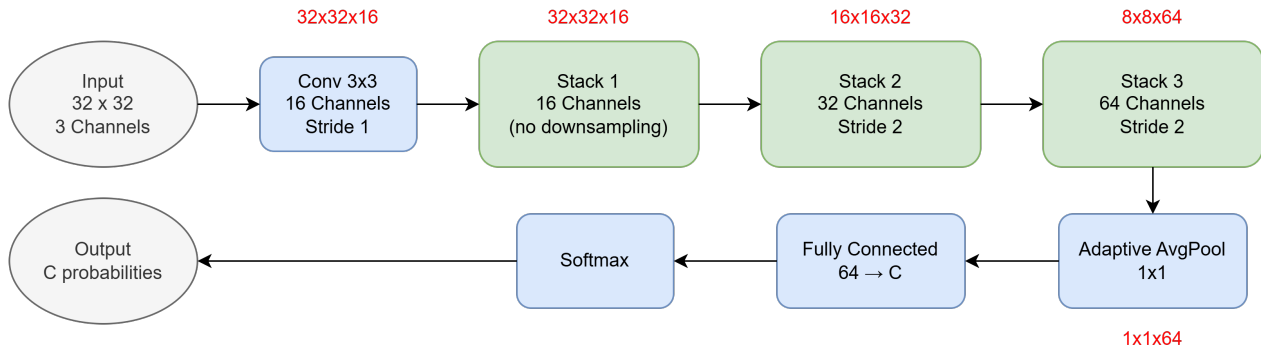 32x32x16
32x32x16
16x16x32
8x8x64
Input
32 x 32
3 Channels
Conv 3x3
16 Channels
Stride 1
Stack 1
16 Channels
(no downsampling)
Stack 2
32 Channels
Stride 2
Stack 3
64 Channels
Stride 2
Adaptive AvgPool
1x1
1x1x64
Fully Connected
64 → C
Softmax
Output
C probabilities